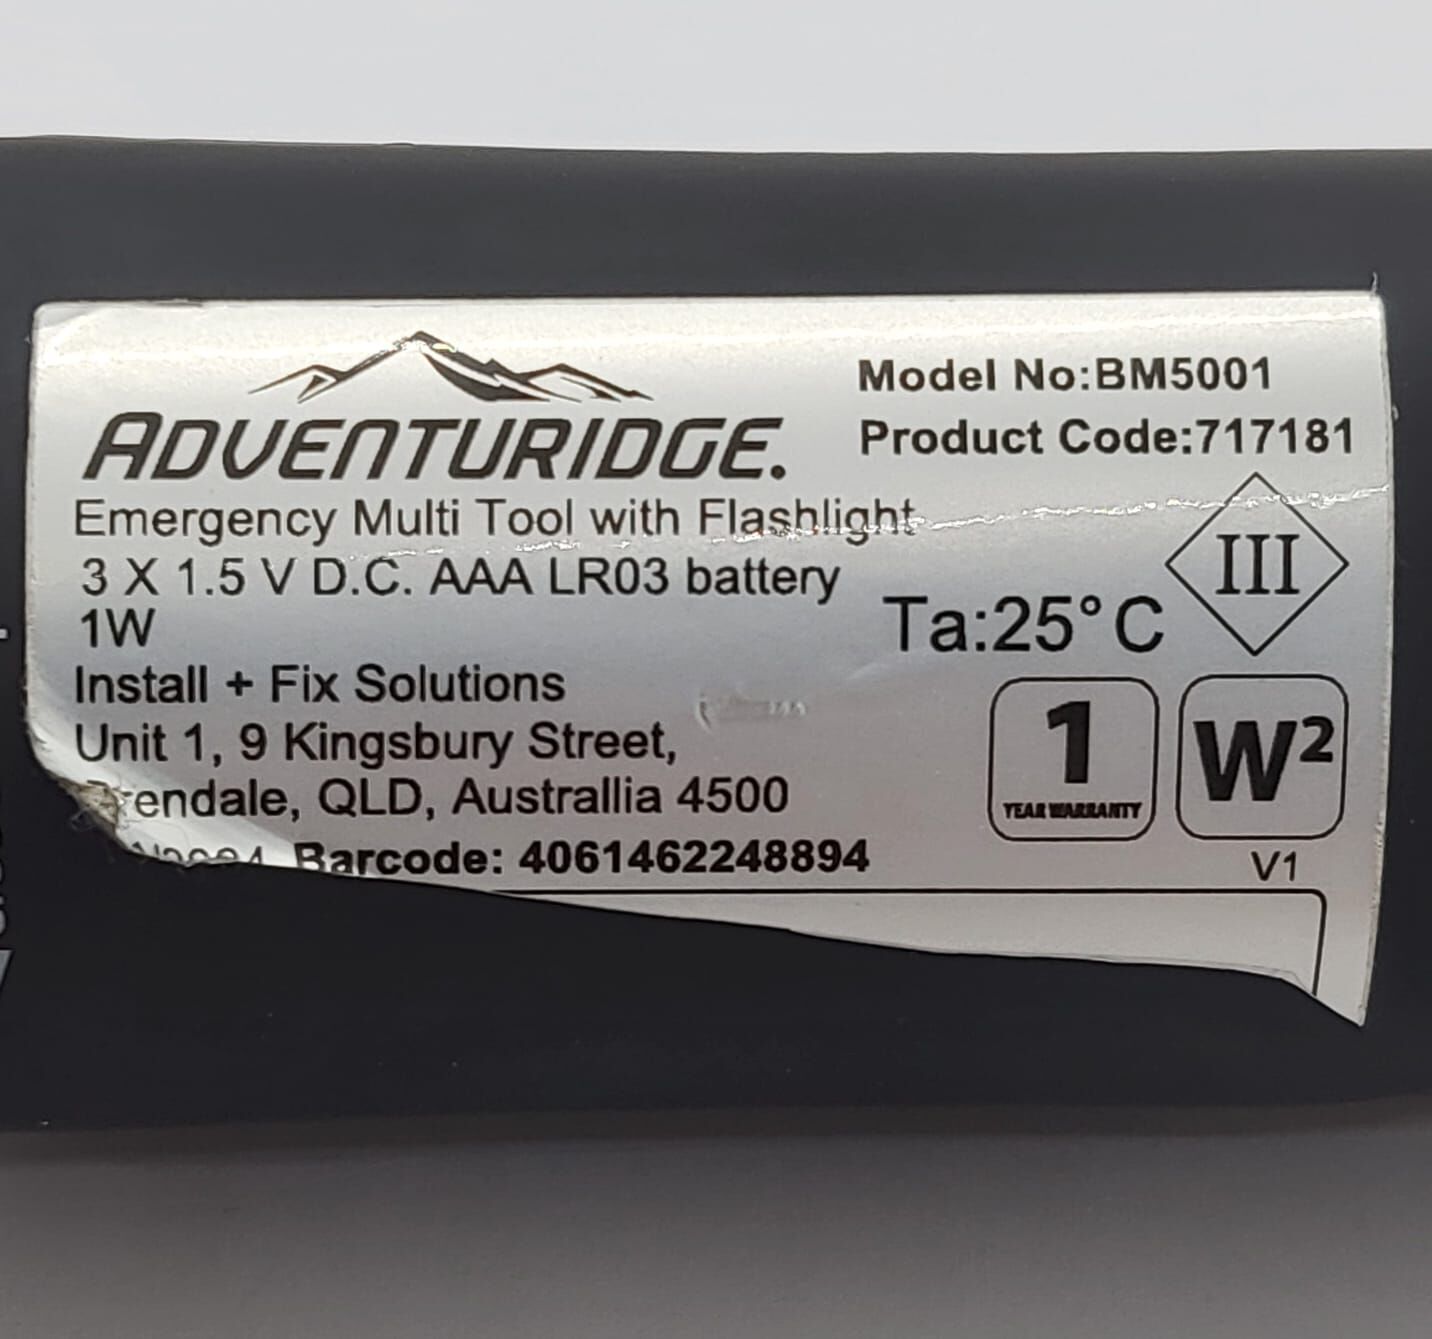 ADVENTURIDGE.
Emergency Multi Tool with Flashlight
3 X 1.5 V D.C. AAA LR03 battery
1W
Install + Fix Solutions
Unit 1, 9 Kingsbury Street,
QLD, Australlia 4500
Barcode: 4061462248894
Model No:BM5001
Product Code:717181
III
Ta:25°C
1
YEAR WARRANTY
W²
V1